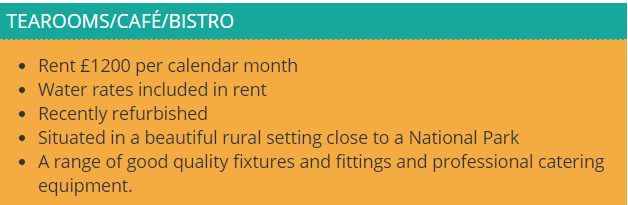 TEAROOMS/CAFÉ/BISTRO
• Rent £1200 per calendar month
• Water rates included in rent
• Recently refurbished
• Situated in a beautiful rural setting close to a National Park
• A range of good quality fixtures and fittings and professional catering
equipment.